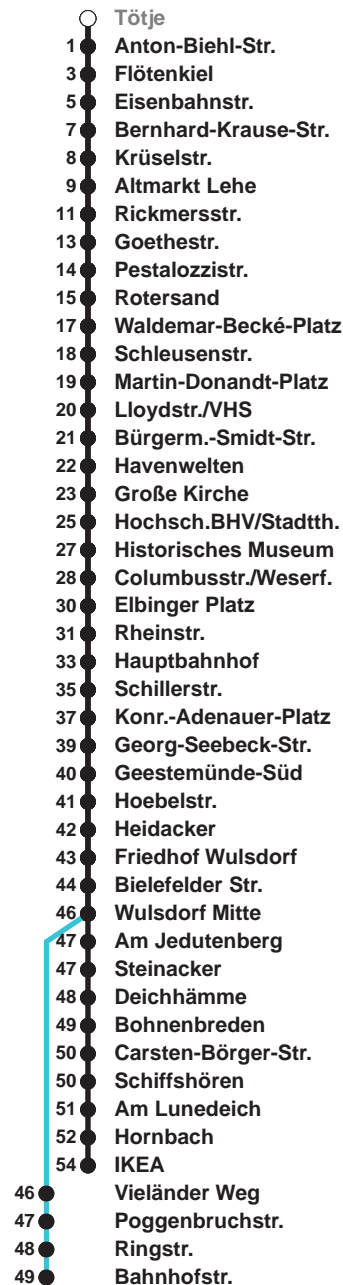 Tötje
1 Anton-Biehl-Str.
3 Flötenkiel
5 Eisenbahnstr.
7 Bernhard-Krause-Str.
8 Krüselstr.
9 Altmarkt Lehe
11 Rickmersstr.
13 Goethestr.
14 Pestalozzistr.
15 Rotersand
17 Waldemar-Becké-Platz
18 Schleusenstr.
19 Martin-Donandt-Platz
20 Lloydstr./VHS
21 Bürgerm.-Smidt-Str.
22 Havenwelten
23 Große Kirche
25 Hochsch.BHV/Stadtth.
27 Historisches Museum
28 Columbusstr./Weserf.
30 Elbinger Platz
31 Rheinstr.
33 Hauptbahnhof
35 Schillerstr.
37 Konr.-Adenauer-Platz
39 Georg-Seebeck-Str.
40 Geestemünde-Süd
41 Hoebelstr.
42 Heidacker
43 Friedhof Wulsdorf
44 Bielefelder Str.
46 Wulsdorf Mitte
47 Am Jedutenberg
47 Steinacker
48 Deichhämme
49 Bohnenbreden
50 Carsten-Börger-Str.
50 Schiffshören
51 Am Lunedeich
52 Hornbach
54 IKEA
46 Vieländer Weg
47 Poggenbruchstr.
48 Ringstr.
49 Bahnhofstr.